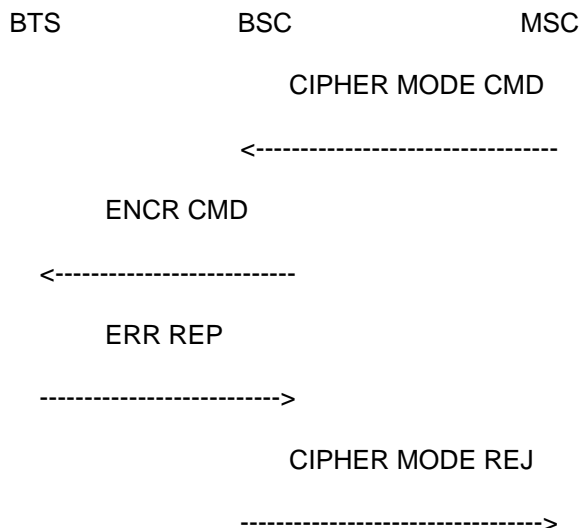 BTS BSC MSC
CIPHER MODE CMD
<----------------------------------
ENCR CMD
<---------------------------
ERR REP
--------------------------->
CIPHER MODE REJ
---------------------------------->